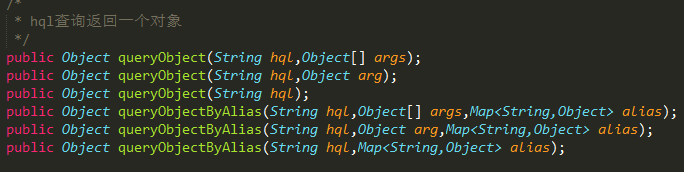 /*
* hql查询返回一个对象
*/
public Object queryObject(String hql,Object[] args);
public Object queryObject(String hql,Object arg);
public Object queryObject(String hql);
public Object queryObjectByAlias(String hql,Object[] args,Map<String,Object> alias);
public Object queryObjectByAlias(String hql,Object arg,Map<String,Object> alias);
public Object queryObjectByAlias(String hql,Map<String,Object> alias);